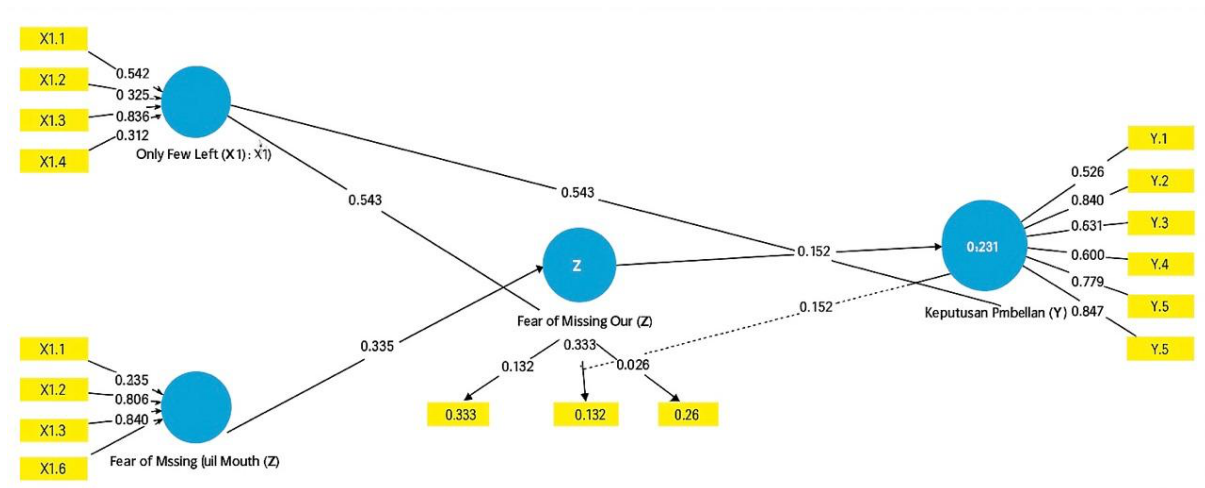 X1.1
X1.2
X1.3
X1.4
0.542
0 325
0.836
0.312
Only Few Left (X1): X1)
0.543
0.543
Z
Fear of Missing Our (Z)
0.335
0.333
0.132
0.026
0.333
0.132
0.26
X1.1
X1.2
X1.3
X1.6
0.235
0.806
0.840
Fear of Mssing (uil Mouth (Z)
0.152
0.152
0.231
Keputusan Pmbellan (Y)
0.526
0.840
0.631
0.600
0.779
0.847
Y.1
Y.2
Y.3
Y.4
Y.5
Y.5